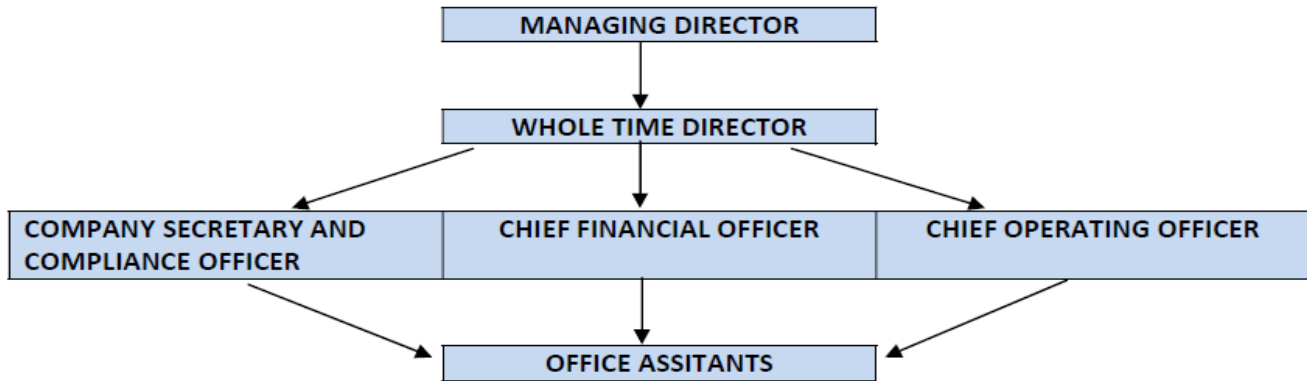 MANAGING DIRECTOR
WHOLE TIME DIRECTOR
COMPANY SECRETARY AND
COMPLIANCE OFFICER
CHIEF FINANCIAL OFFICER
CHIEF OPERATING OFFICER
OFFICE ASSITANTS